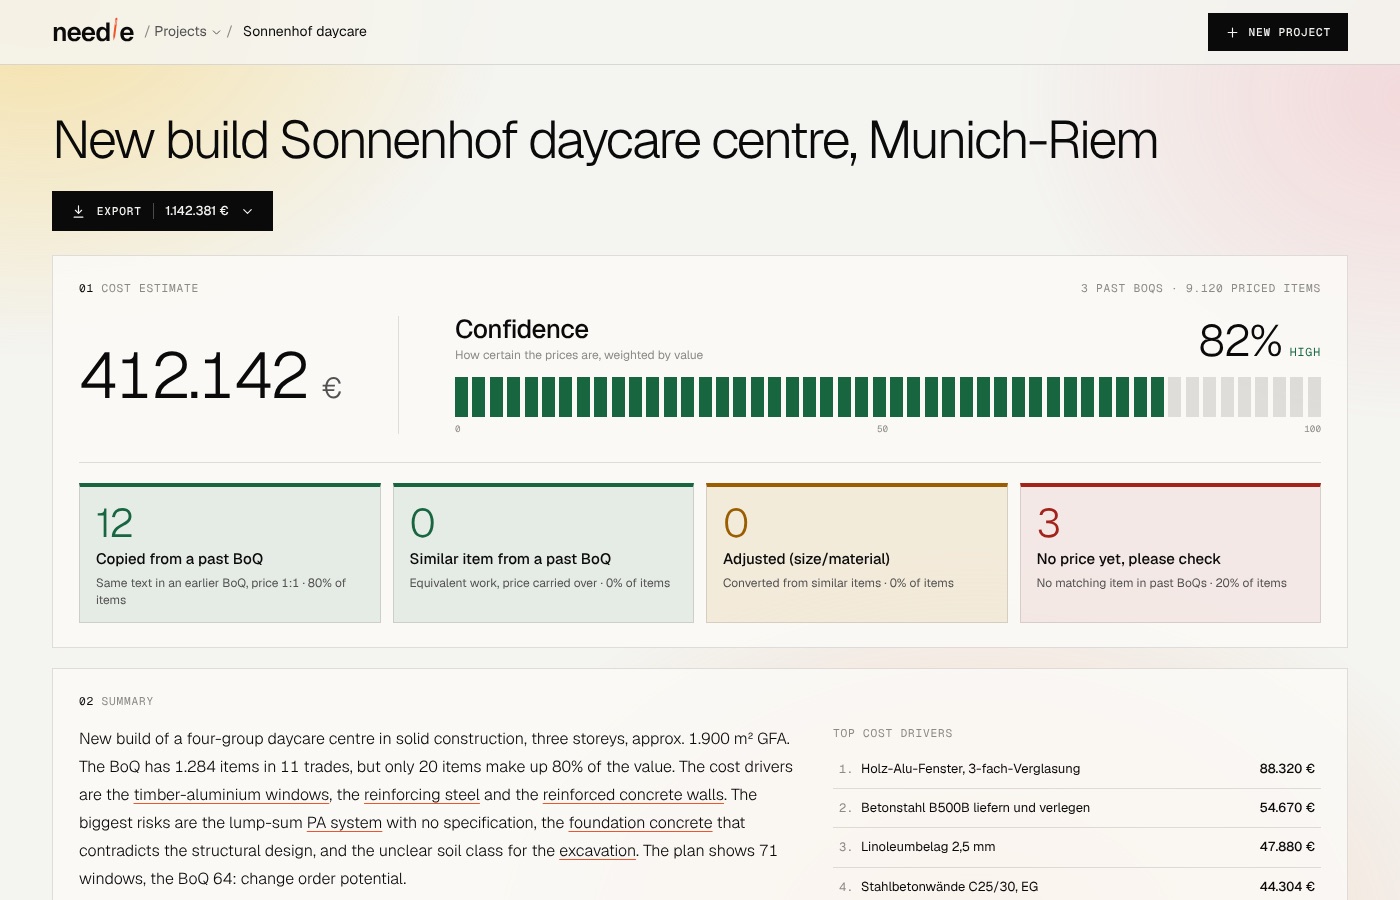 needle / Projects / Sonnenhof daycare
+ NEW PROJECT
New build Sonnenhof daycare centre, Munich-Riem
EXPORT 1.142.381 €
01 COST ESTIMATE
3 PAST BOQS · 9.120 PRICED ITEMS
412.142 €
Confidence
How certain the prices are, weighted by value
82% HIGH
0 50 100
12
Copied from a past BoQ
Same text in an earlier BoQ, price 1:1 · 80% of
items
0
Similar item from a past BoQ
Equivalent work, price carried over · 0% of items
0
Adjusted (size/material)
Converted from similar items · 0% of items
3
No price yet, please check
No matching item in past BoQs · 20% of items
02 SUMMARY
New build of a four-group daycare centre in solid construction, three storeys, approx. 1.900 m² GFA.
The BoQ has 1.284 items in 11 trades, but only 20 items make up 80% of the value. The cost drivers
are the timber-aluminium windows, the reinforcing steel and the reinforced concrete walls. The
biggest risks are the lump-sum PA system with no specification, the foundation concrete that
contradicts the structural design, and the unclear soil class for the excavation. The plan shows 71
windows, the BoQ 64: change order potential.
TOP COST DRIVERS
1. Holz-Alu-Fenster, 3-fach-Verglasung 88.320 €
2. Betonstahl B500B liefern und verlegen 54.670 €
3. Linoleumbelag 2,5 mm 47.880 €
4. Stahlbetonwände C25/30, EG 44.304 €